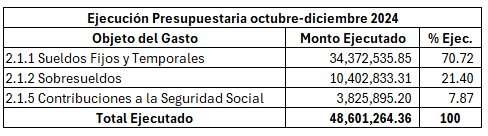 Ejecución Presupuestaria octubre-diciembre 2024
Objeto del Gasto Monto Ejecutado % Ejec.
2.1.1 Sueldos Fijos y Temporales 34,372,535.85 70.72
2.1.2 Sobresueldos 10,402,833.31 21.40
2.1.5 Contribuciones a la Seguridad Social 3,825,895.20 7.87
Total Ejecutado 48,601,264.36 100